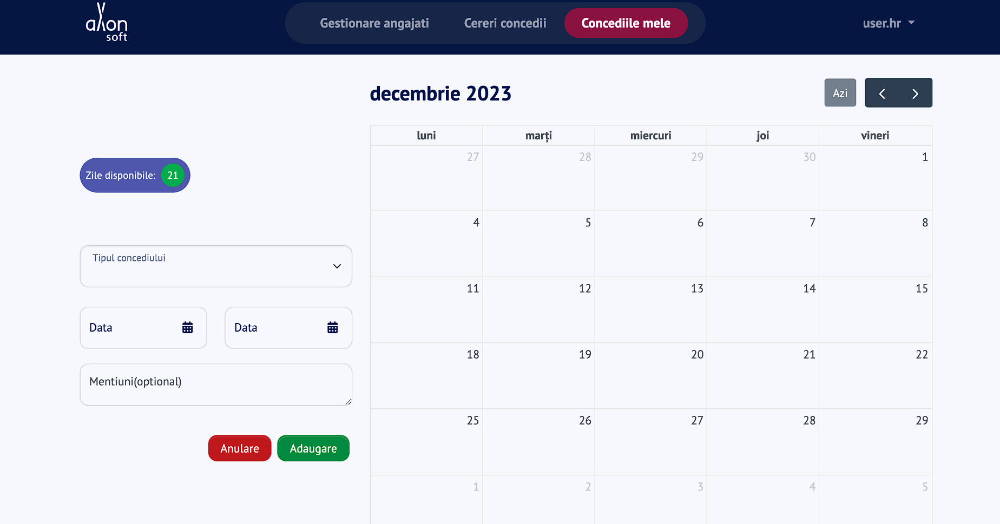 axon
soft
Gestionare angajati
Cereri concedii
Concediile mele
user.hr
decembrie 2023
Azi
Zile disponibile: 21
Tipul concediului
Data
Data
Mentiuni(optional)
Anulare
Adaugare
luni marți miercuri joi vineri
27 28 29 30 1
4 5 6 7 8
11 12 13 14 15
18 19 20 21 22
25 26 27 28 29
1 2 3 4 5